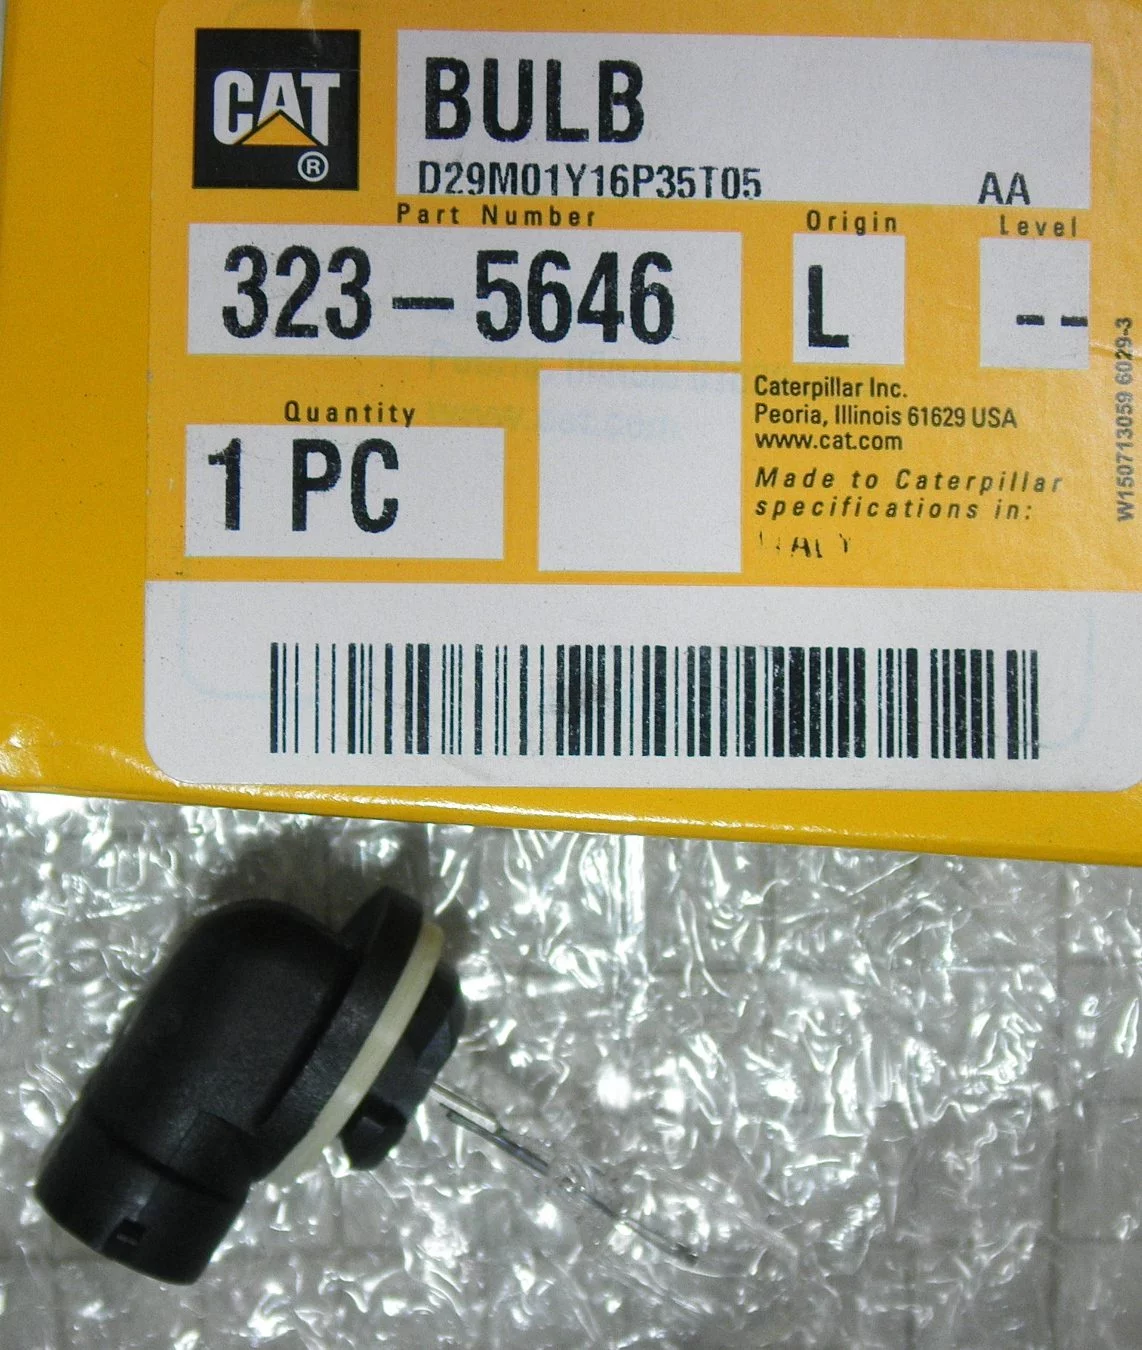 CAT
®
BULB
D29M01Y16P35T05 AA
Part Number Origin Level
323-5646 L --
Quantity
1 PC
Caterpillar Inc.
Peoria, Illinois 61629 USA
www.cat.com
Made to Caterpillar
specifications in:
ITALY
W150713059 6029-3